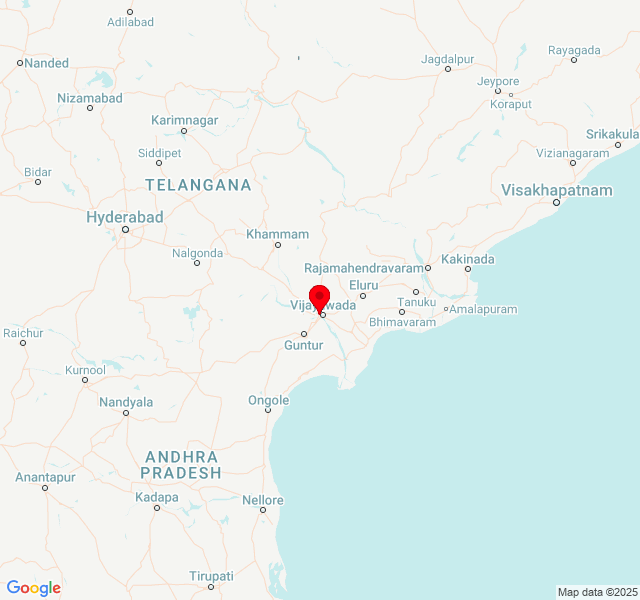 Adilabad
Nanded
Jagdalpur
Rayagada
Jeypore
Koraput
Nizamabad
Karimnagar
Srikakula
Siddipet
Vizianagaram
Bidar
TELANGANA
Visakhapatnam
Hyderabad
Khammam
Nalgonda
Rajamahendravaram
Kakinada
Eluru
Vijayawada
Tanuku
Amalapuram
Bhimavaram
Raichur
Guntur
Kurnool
Nandyala
Ongole
ANDHRA
PRADESH
Anantapur
Kadapa
Nellore
Tirupati
Google
Map data ©2025